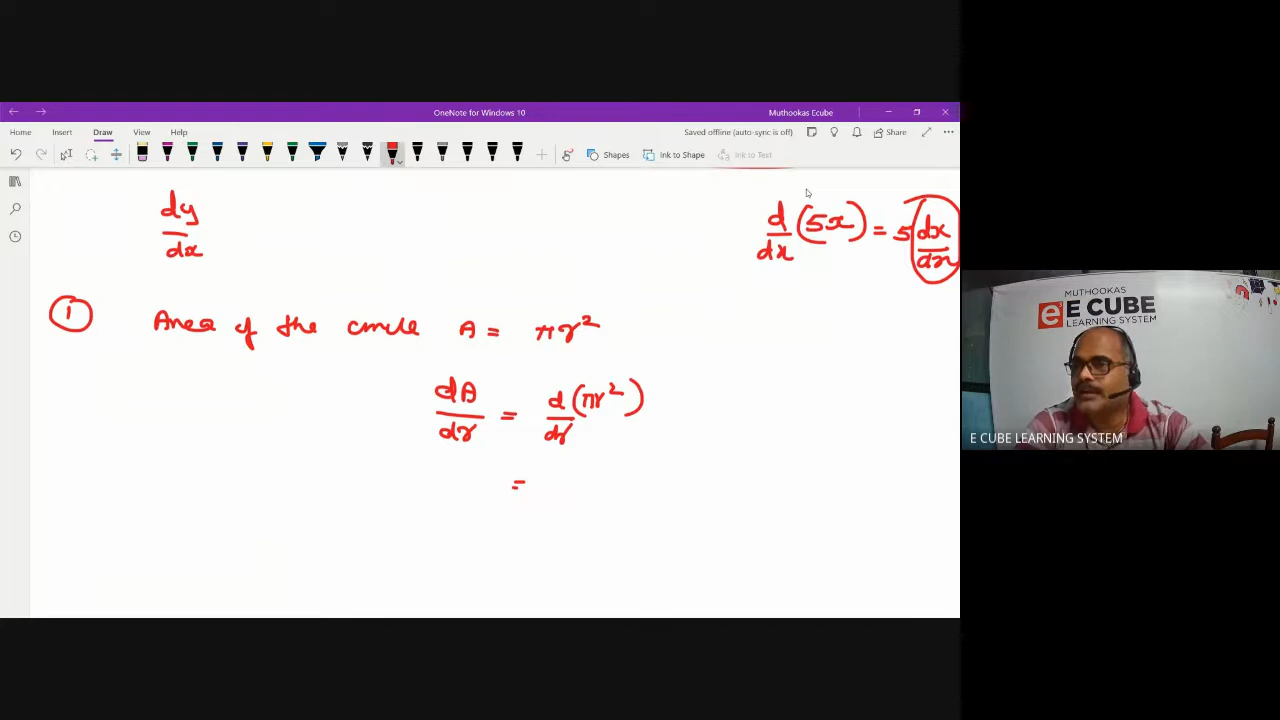 OneNote for Windows 10
Muthookas Ecube
Home Insert Draw View Help
Saved offline (auto-sync is off)
Share
Shapes
Ink to Shape
Ink to Text
dy
dx
d/dx (5x) = 5 dx/dx
① Area of the circle A = πr²
dA/dr = d/dr (πr²)
=
MUTHOOKAS
e³ E CUBE
LEARNING SYSTEM
E CUBE LEARNING SYSTEM